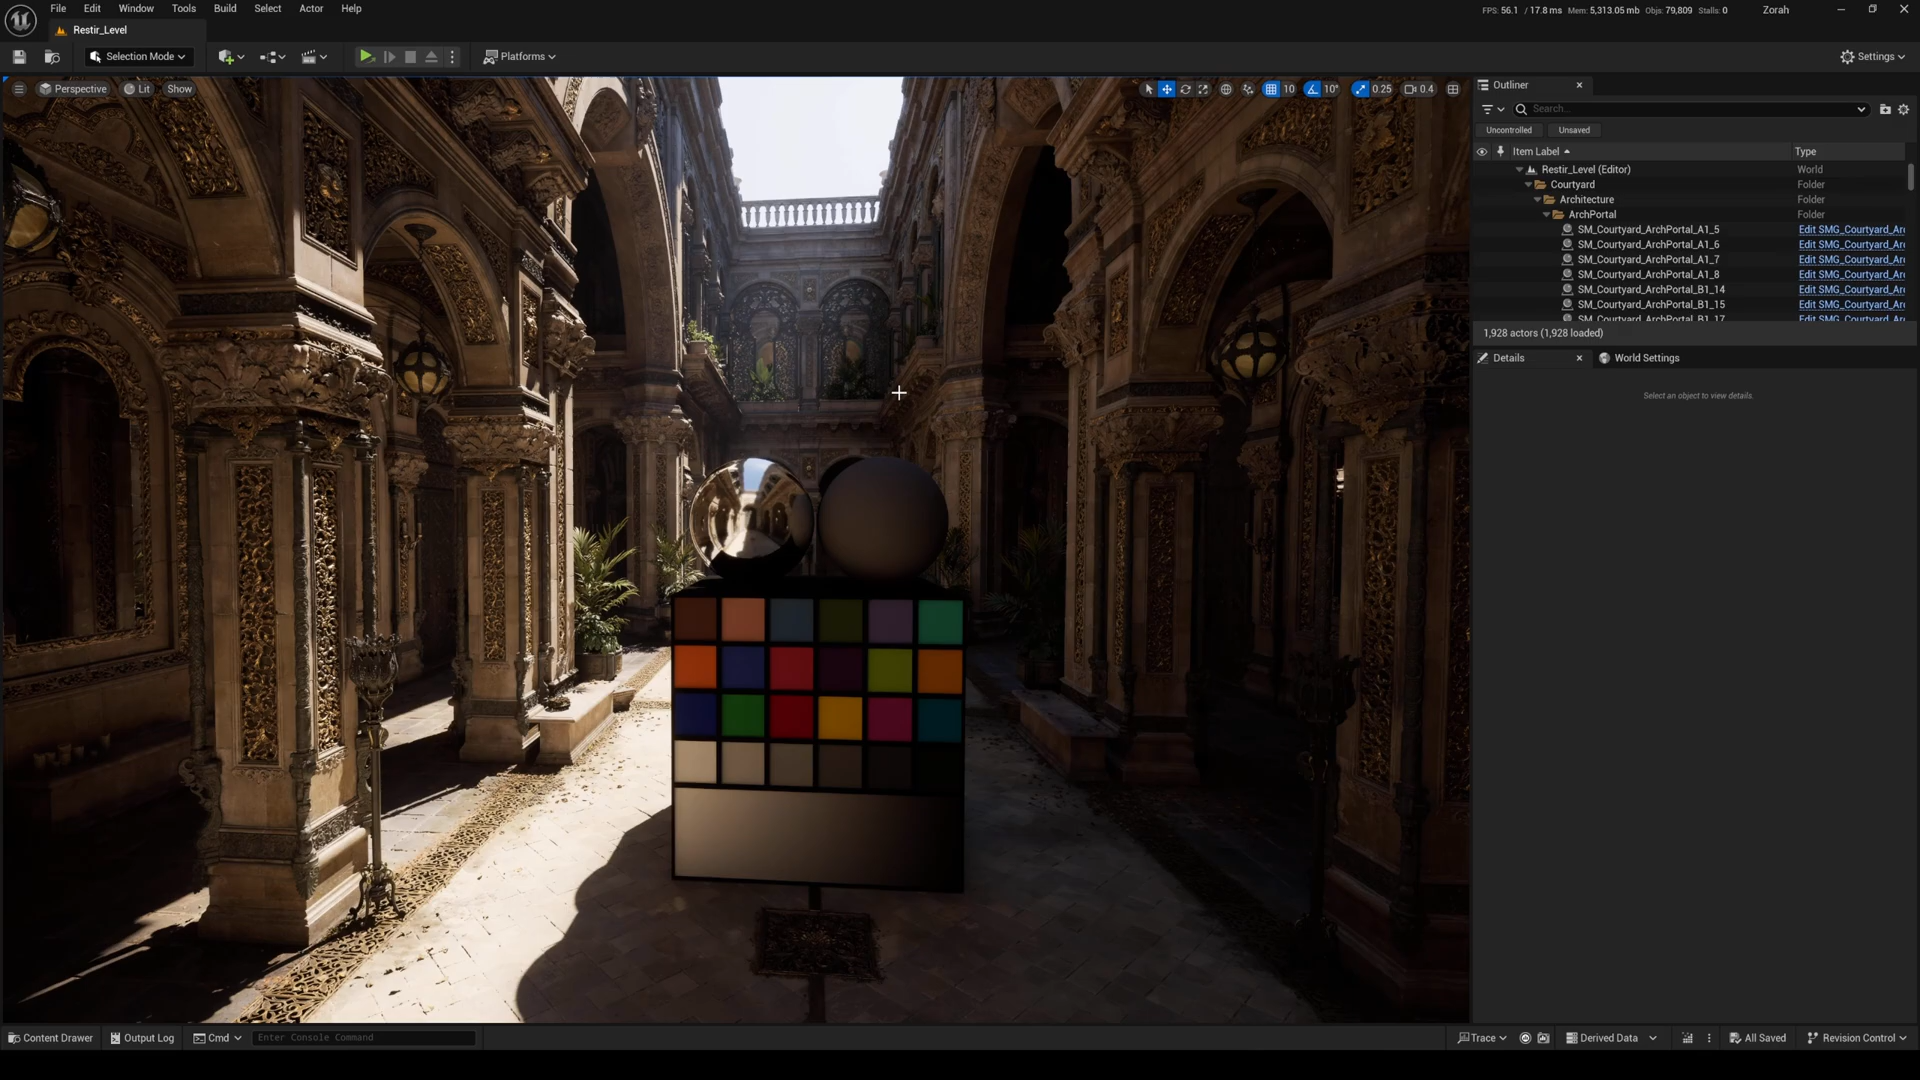 File Edit Window Tools Build Select Actor Help
FPS: 56.1 / 17.8 ms Mem: 5,313.05 mb Objs: 79,809 Stalls: 0 Zorah
Restir_Level
Selection Mode Platforms Settings
Perspective Lit Show 10 10° 0.25 0.4
Outliner
Search...
Uncontrolled Unsaved
Item Label Type
Restir_Level (Editor) World
Courtyard Folder
Architecture Folder
ArchPortal Folder
SM_Courtyard_ArchPortal_A1_5 Edit SMG_Courtyard_Ar
SM_Courtyard_ArchPortal_A1_6 Edit SMG_Courtyard_Ar
SM_Courtyard_ArchPortal_A1_7 Edit SMG_Courtyard_Ar
SM_Courtyard_ArchPortal_A1_8 Edit SMG_Courtyard_Ar
SM_Courtyard_ArchPortal_B1_14 Edit SMG_Courtyard_Ar
SM_Courtyard_ArchPortal_B1_15 Edit SMG_Courtyard_Ar
SM_Courtyard_ArchPortal_B1_17 Edit SMG_Courtyard_Ar
1,928 actors (1,928 loaded)
Details World Settings
Select an object to view details.
Content Drawer Output Log Cmd Enter Console Command Trace Derived Data All Saved Revision Control